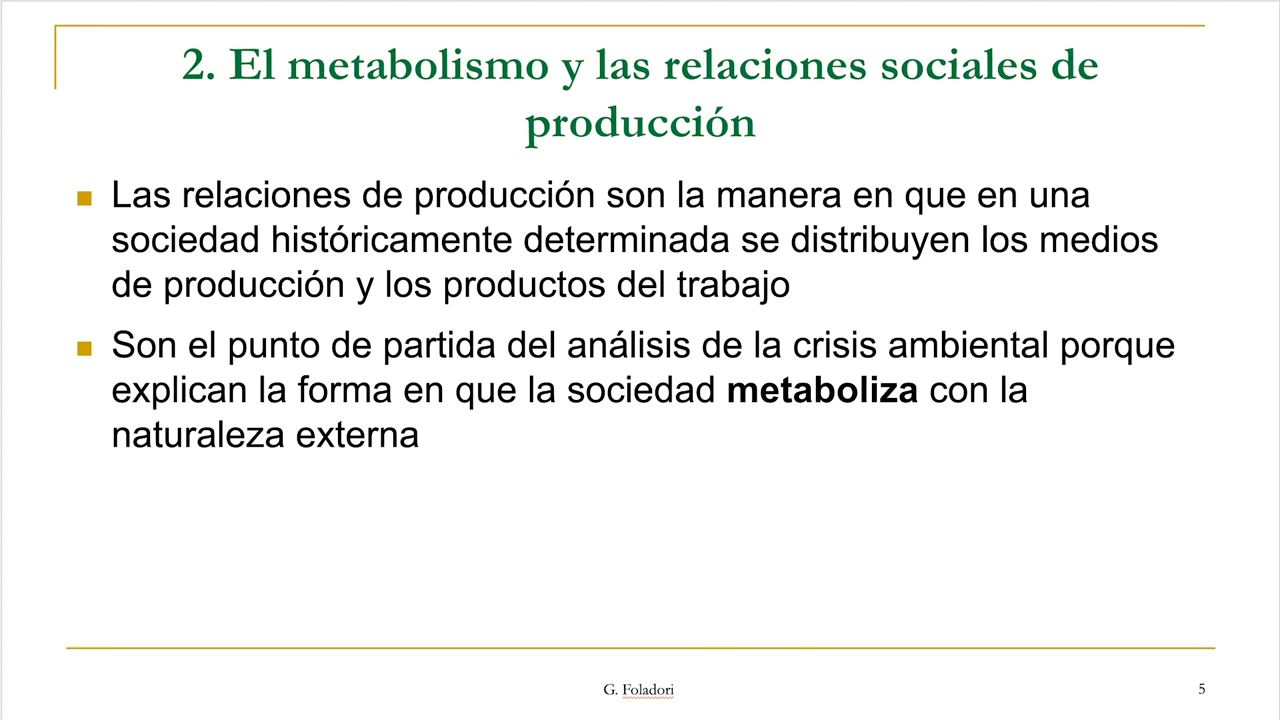 2. El metabolismo y las relaciones sociales de
producción
Las relaciones de producción son la manera en que en una
sociedad históricamente determinada se distribuyen los medios
de producción y los productos del trabajo
Son el punto de partida del análisis de la crisis ambiental porque
explican la forma en que la sociedad metaboliza con la
naturaleza externa
G. Foladori
5